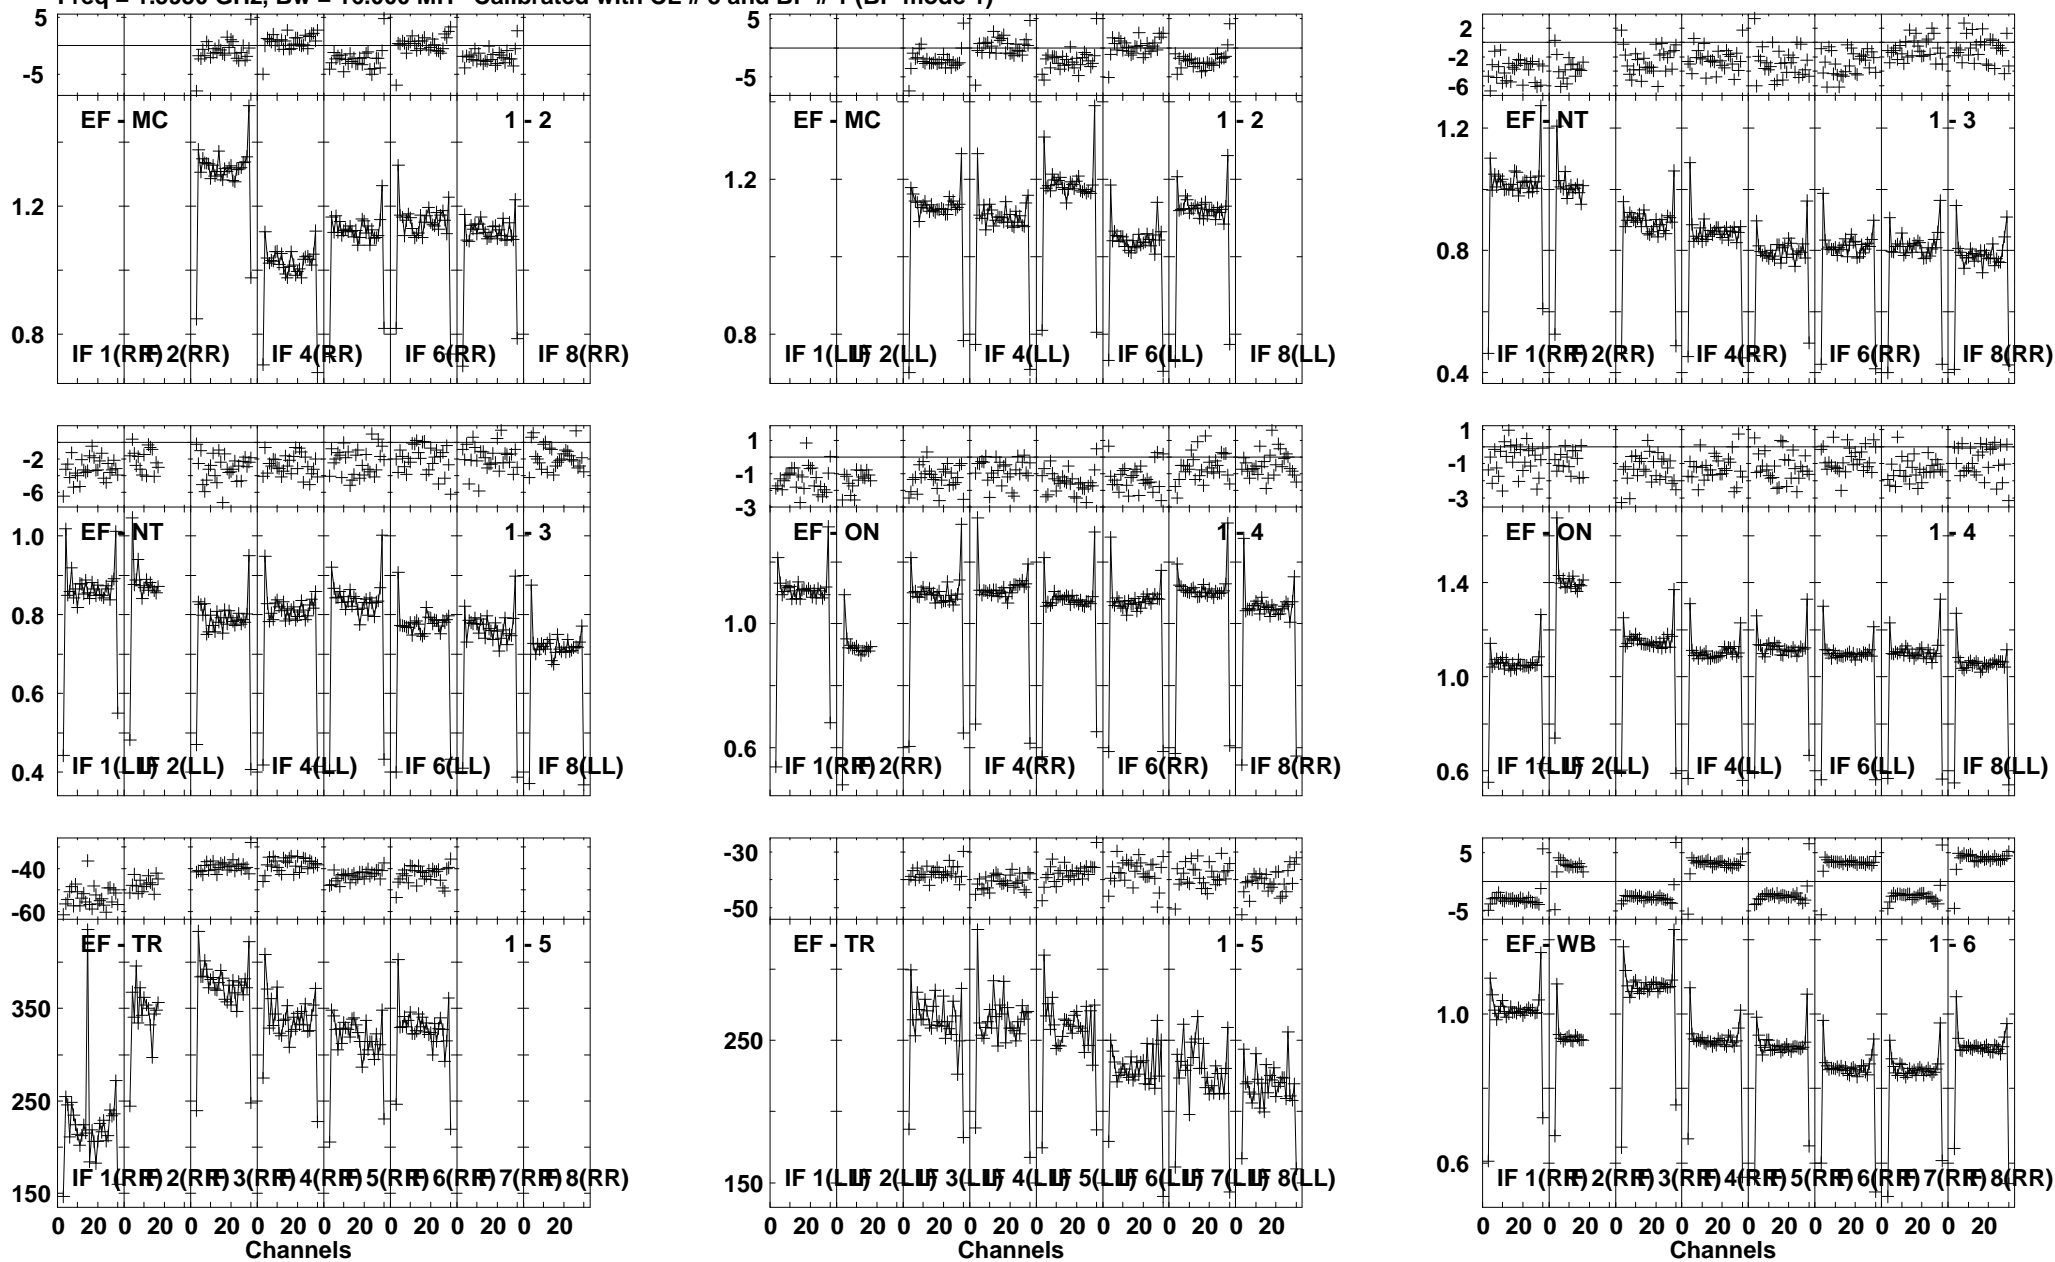 5
-5
EF - MC
1 - 2
1.2
0.8
IF 1(RR)
IF 2(RR)
IF 4(RR)
IF 6(RR)
IF 8(RR)
5
-5
EF - MC
1 - 2
1.2
0.8
IF 1(LL)
IF 2(LL)
IF 4(LL)
IF 6(LL)
IF 8(LL)
2
-2
-6
EF - NT
1 - 3
1.2
0.8
0.4
IF 1(RR)
IF 2(RR)
IF 4(RR)
IF 6(RR)
IF 8(RR)
-2
-6
EF - NT
1 - 3
1.0
0.8
0.6
0.4
IF 1(LL)
IF 2(LL)
IF 4(LL)
IF 6(LL)
IF 8(LL)
1
-1
-3
EF - ON
1 - 4
1.0
0.6
IF 1(RR)
IF 2(RR)
IF 4(RR)
IF 6(RR)
IF 8(RR)
1
-1
-3
EF - ON
1 - 4
1.4
1.0
0.6
IF 1(LL)
IF 2(LL)
IF 4(LL)
IF 6(LL)
IF 8(LL)
-40
-60
EF - TR
1 - 5
350
250
150
IF 1(RR)
IF 2(RR)
IF 3(RR)
IF 4(RR)
IF 5(RR)
IF 6(RR)
IF 7(RR)
IF 8(RR)
0 20 0 20 0 20 0 20 0 20 0 20 0 20 0 20
Channels
-30
-50
EF - TR
1 - 5
250
150
IF 1(LL)
IF 2(LL)
IF 3(LL)
IF 4(LL)
IF 5(LL)
IF 6(LL)
IF 7(LL)
IF 8(LL)
0 20 0 20 0 20 0 20 0 20 0 20 0 20 0 20
Channels
5
-5
EF - WB
1 - 6
1.0
0.6
IF 1(RR)
IF 2(RR)
IF 3(RR)
IF 4(RR)
IF 5(RR)
IF 6(RR)
IF 7(RR)
IF 8(RR)
0 20 0 20 0 20 0 20 0 20 0 20 0 20 0 20
Channels